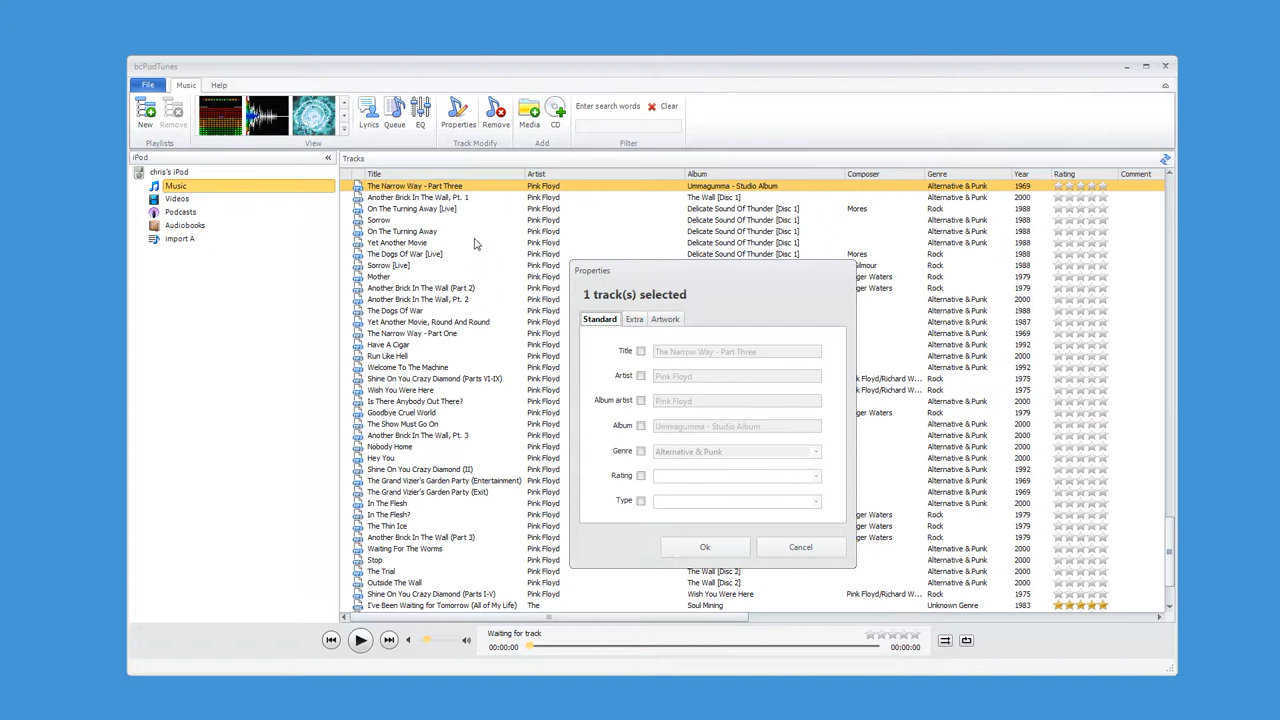 bcPodTunes
File Music Help
New Remove Lyrics Queue EQ Properties Remove Media CD Enter search words Clear
Playlists View Track Modify Add Filter
iPod Tracks
chris's iPod
Music
Videos
Podcasts
Audiobooks
import A
Title Artist Album Composer Genre Year Rating Comment
The Narrow Way - Part Three Pink Floyd Ummagumma - Studio Album Alternative & Punk 1969
Another Brick In The Wall, Pt. 1 Pink Floyd The Wall [Disc 1] Alternative & Punk 2000
On The Turning Away [Live] Pink Floyd Delicate Sound Of Thunder [Disc 1] Mores Rock 1988
Sorrow Pink Floyd Delicate Sound Of Thunder [Disc 1] Rock 1988
On The Turning Away Pink Floyd Delicate Sound Of Thunder [Disc 1] Rock 1988
Yet Another Movie Pink Floyd Delicate Sound Of Thunder [Disc 1] Rock 1988
The Dogs Of War [Live] Pink Floyd Delicate Sound Of Thunder [Disc 1] Mores Rock 1988
Sorrow [Live] Pink Floyd Gilmour Rock 1988
Mother Pink Floyd ger Waters Rock 1979
Another Brick In The Wall (Part 2) Pink Floyd ger Waters Rock 1988
Another Brick In The Wall, Pt. 2 Pink Floyd Alternative & Punk 2000
The Dogs Of War Pink Floyd Rock 1988
Yet Another Movie, Round And Round Pink Floyd ger Waters Rock 1988
The Narrow Way - Part One Pink Floyd Alternative & Punk 1969
Have A Cigar Pink Floyd Alternative & Punk 1992
Run Like Hell Pink Floyd Alternative & Punk 2000
Welcome To The Machine Pink Floyd Alternative & Punk 1992
Shine On You Crazy Diamond (Parts VI-IX) Pink Floyd Pink Floyd/Richard W... Rock 1975
Wish You Were Here Pink Floyd Pink Floyd/Richard W... Rock 1975
Is There Anybody Out There? Pink Floyd Alternative & Punk 2000
Goodbye Cruel World Pink Floyd ger Waters Rock 1979
The Show Must Go On Pink Floyd Alternative & Punk 2000
Another Brick In The Wall, Pt. 3 Pink Floyd Alternative & Punk 2000
Nobody Home Pink Floyd Alternative & Punk 2000
Hey You Pink Floyd Alternative & Punk 2000
Shine On You Crazy Diamond (II) Pink Floyd Alternative & Punk 1992
The Grand Vizier's Garden Party (Entertainment) Pink Floyd Alternative & Punk 1969
The Grand Vizier's Garden Party (Exit) Pink Floyd Alternative & Punk 1969
In The Flesh Pink Floyd Alternative & Punk 2000
In The Flesh? Pink Floyd ger Waters Rock 1979
The Thin Ice Pink Floyd ger Waters Rock 1979
Another Brick In The Wall (Part 3) Pink Floyd ger Waters Rock 1979
Waiting For The Worms Pink Floyd Alternative & Punk 2000
Stop Pink Floyd Alternative & Punk 2000
The Trial Pink Floyd The Wall [Disc 2] Alternative & Punk 2000
Outside The Wall Pink Floyd The Wall [Disc 2] Alternative & Punk 2000
Shine On You Crazy Diamond (Parts I-V) Pink Floyd Wish You Were Here Pink Floyd/Richard W... Rock 1975
I've Been Waiting for Tomorrow (All of My Life) The Soul Mining Unknown Genre 1983
Properties
1 track(s) selected
Standard Extra Artwork
Title The Narrow Way - Part Three
Artist Pink Floyd
Album artist Pink Floyd
Album Ummagumma - Studio Album
Genre Alternative & Punk
Rating
Type
Ok Cancel
Waiting for track
00:00:00 00:00:00